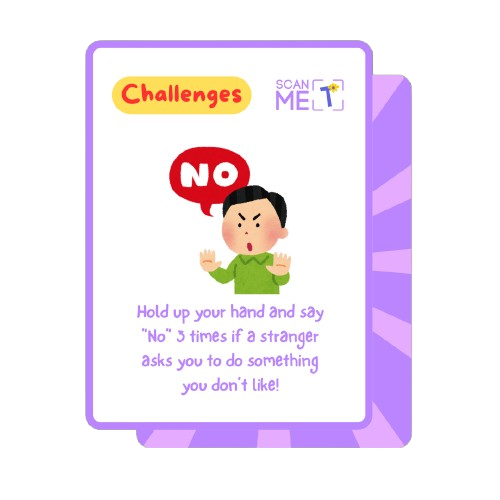 Challenges
SCAN
ME T
NO
Hold up your hand and say
"No" 3 times if a stranger
asks you to do something
you don't like!